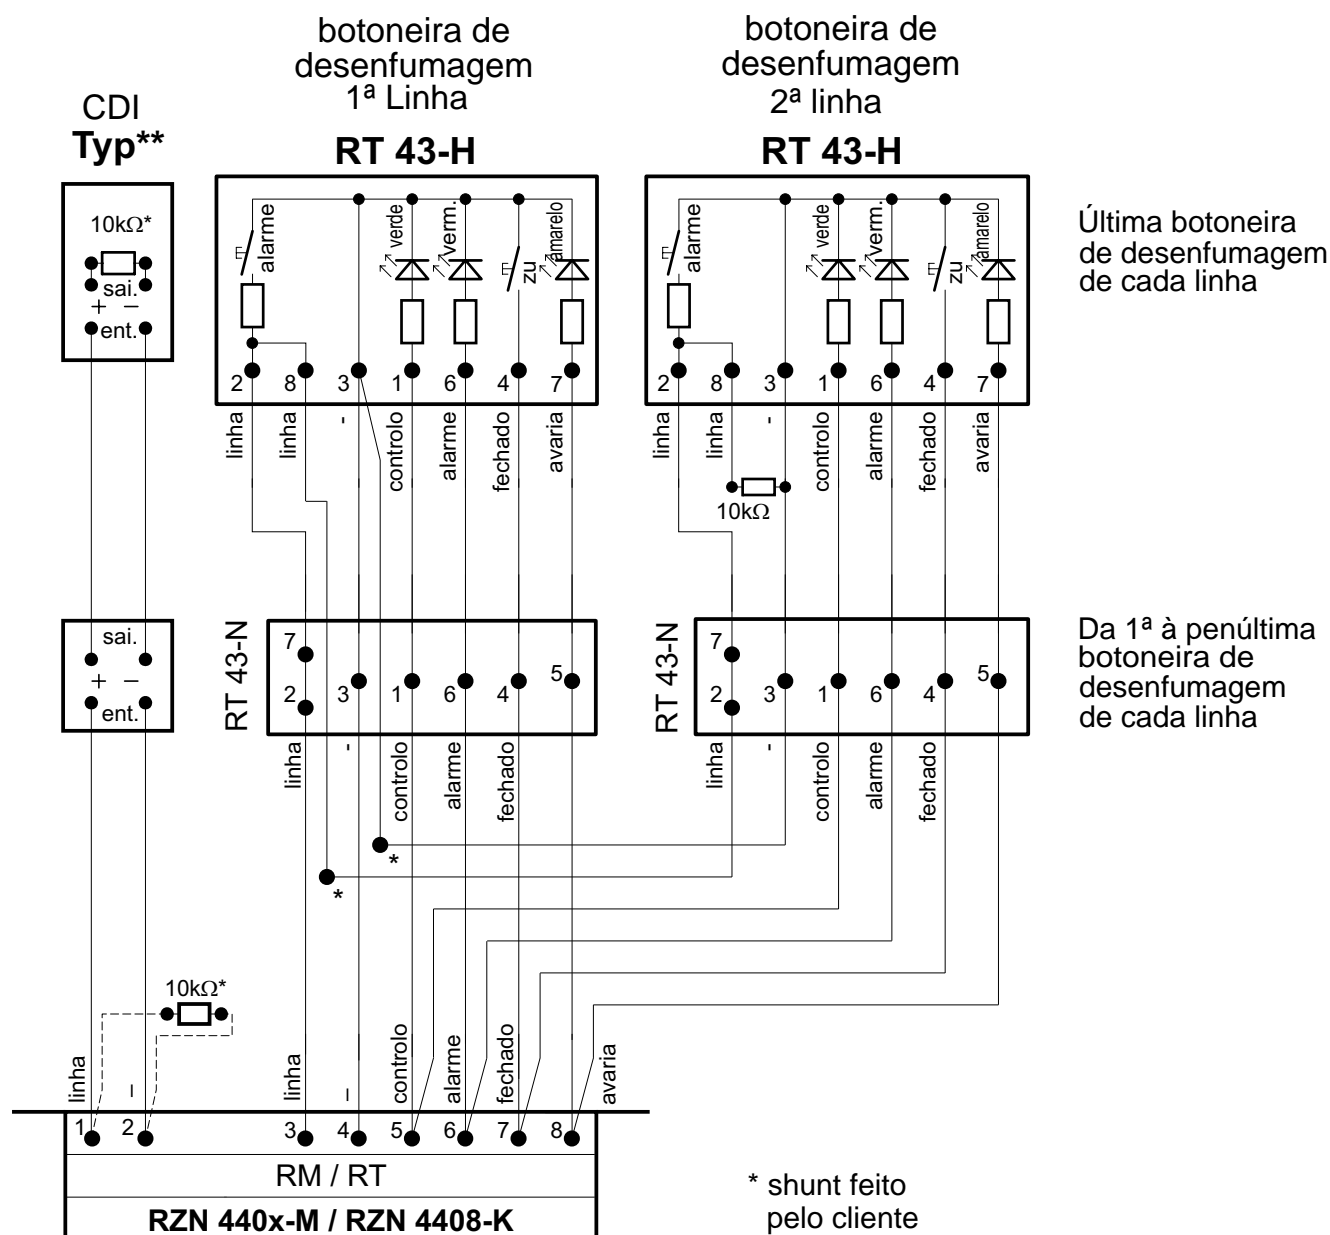 botoneira de
desenfumagem
1ª Linha
botoneira de
desenfumagem
2ª linha
CDI
Typ**
RT 43-H
RT 43-H
10kΩ*
sai.
+ −
ent.
alarme
verde
verm.
zu
amarelo
alarme
verde
verm.
zu
amarelo
Última botoneira
de desenfumagem
de cada linha
2 8 3 1 6 4 7
2 8 3 1 6 4 7
linha
linha
-
controlo
alarme
fechado
avaria
linha
linha
-
controlo
alarme
fechado
avaria
10kΩ
sai.
+ −
ent.
RT 43-N
7
2 3 1 6 4 5
RT 43-N
7
2 3 1 6 4 5
Da 1ª à penúltima
botoneira de
desenfumagem
de cada linha
linha
-
controlo
alarme
fechado
linha
-
controlo
alarme
fechado
*
*
10kΩ*
linha
–
linha
–
controlo
alarme
fechado
avaria
1 2 3 4 5 6 7 8
RM / RT
RZN 440x-M / RZN 4408-K
* shunt feito
pelo cliente